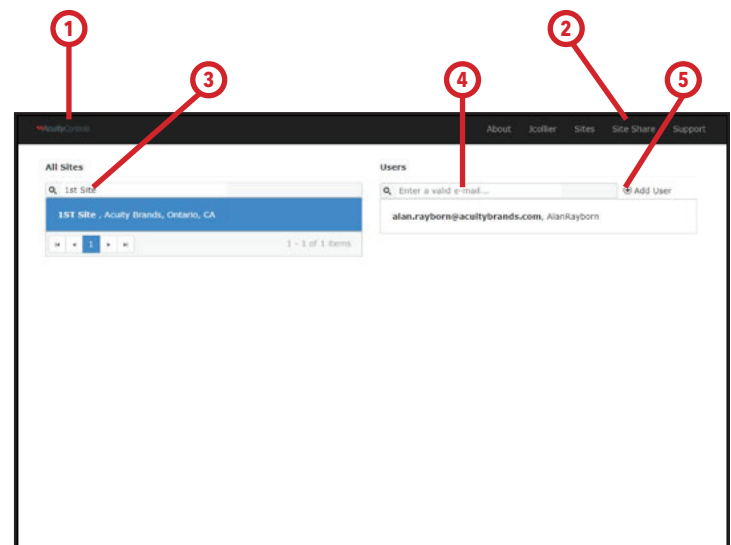 1
2
3
4
5
AcuityControls
About Jcollier Sites Site Share Support
All Sites
Users
1st Site
Enter a valid e-mail...
Add User
1ST Site , Acuity Brands, Ontario, CA
alan.rayborn@acuitybrands.com, AlanRayborn
1
1 - 1 of 1 items